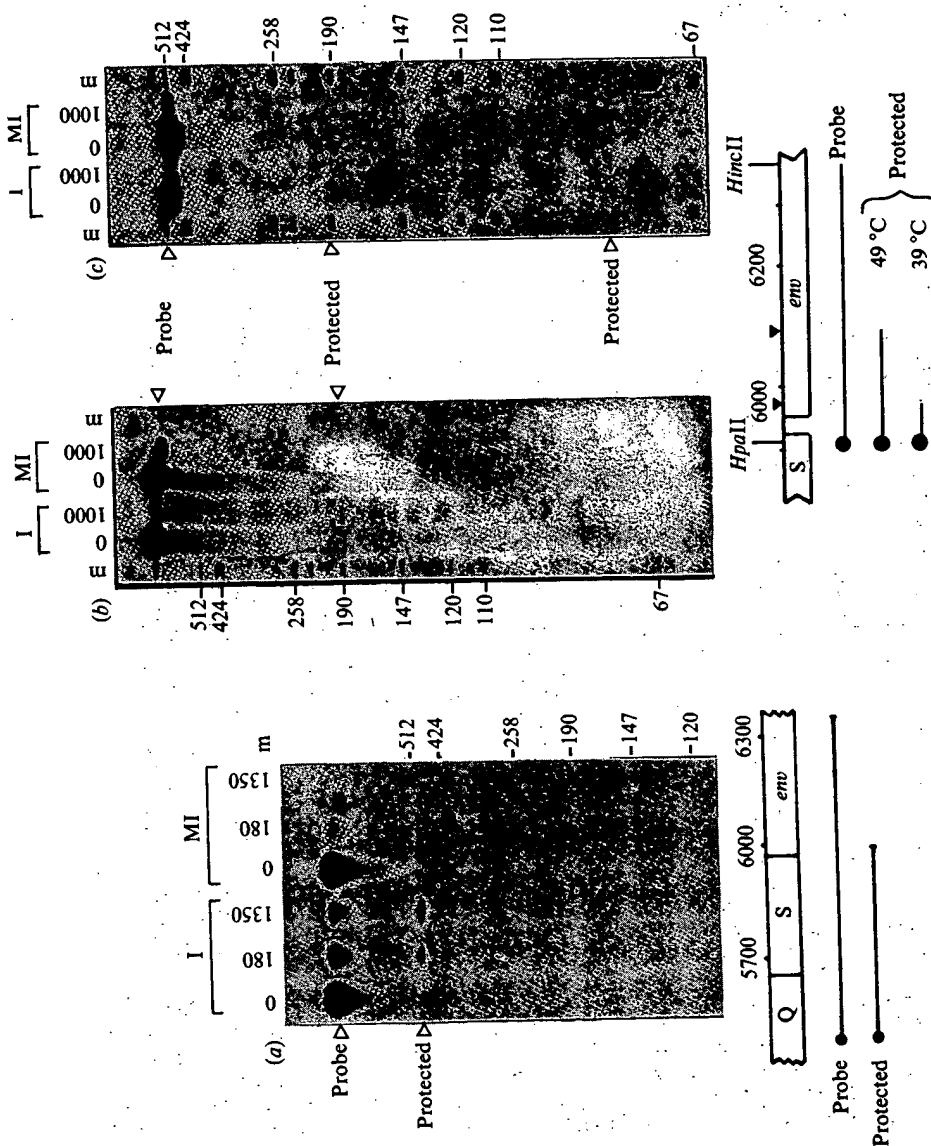 (a)
I
MI
0 180 1350 0 180 1350 m
Probe
Protected
-512
-424
-258
-190
-147
-120
Q S env
5700 6000 6300
Probe
Protected
(b)
I
MI
m 0 1000 0 1000 m
512-
424-
258-
190-
147-
120-
110-
67-
Probe
Protected
Protected
(c)
I
MI
m 0 1000 0 1000 m
-512
-424
-258
-190
-147
-120
-110
-67
HpaII HincII
6000 6200
S env
Probe
49 °C
39 °C
Protected